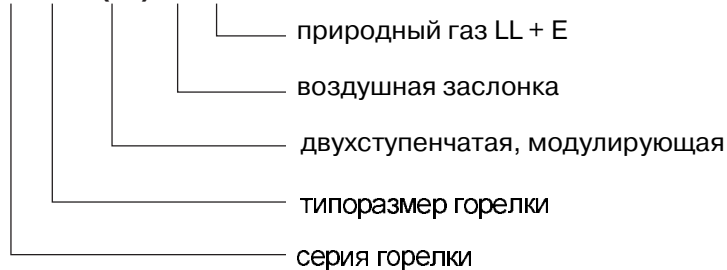 природный газ LL + E
воздушная заслонка
двухступенчатая, модулирующая
типоразмер горелки
серия горелки